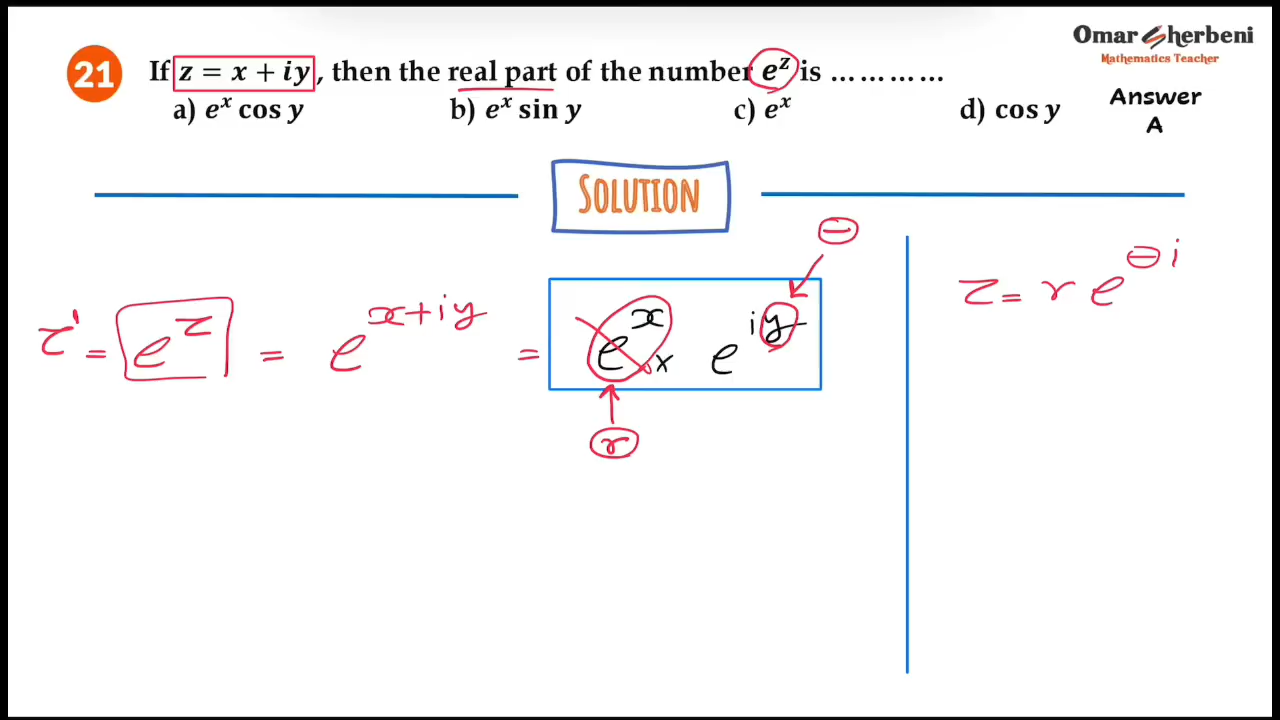 Omar Sherbeni
Mathematics Teacher
21 If z = x + iy, then the real part of the number e^z is … … … …
a) e^x cos y b) e^x sin y c) e^x d) cos y
Answer
A
SOLUTION
z' = e^z = e^(x+iy) = e^x × e^(iy)
θ
r
z = r e^(θi)